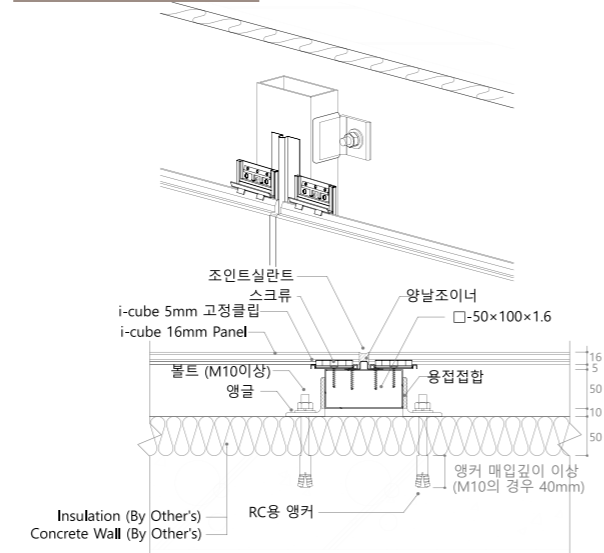 조인트실란트
스크류
양날조이너
i-cube 5mm 고정클립
□-50×100×1.6
i-cube 16mm Panel
볼트 (M10이상)
용접접합
앵글
16
5
50
10
50
앵커 매입깊이 이상
(M10의 경우 40mm)
RC용 앵커
Insulation (By Other's)
Concrete Wall (By Other's)